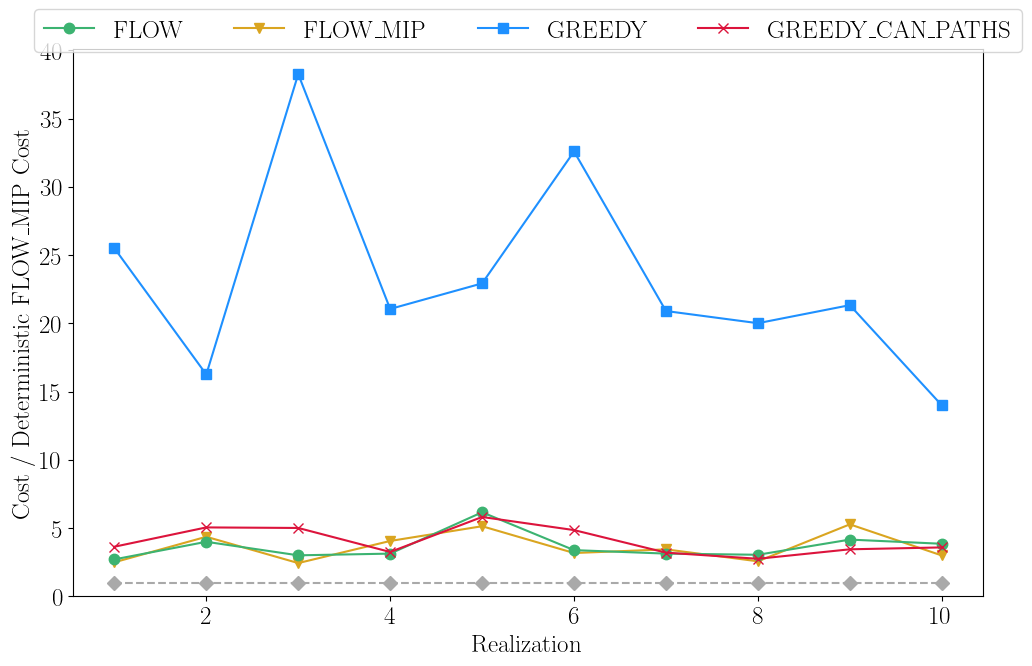 FLOW FLOW_MIP GREEDY GREEDY_CAN_PATHS
40
35
30
25
20
15
10
5
0
Cost / Deterministic FLOW_MIP Cost
2 4 6 8 10
Realization